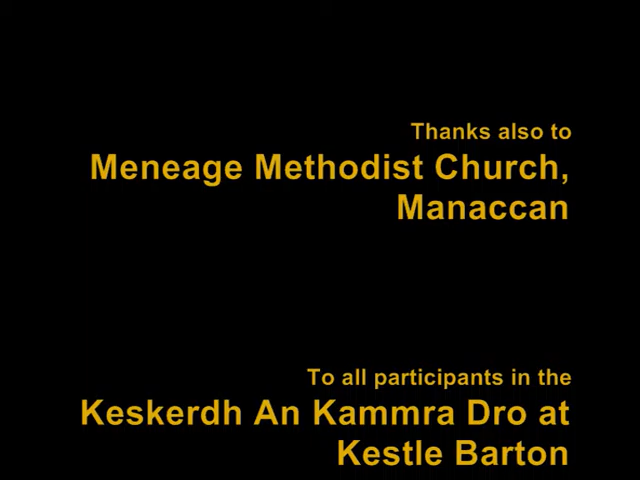 Thanks also to
Meneage Methodist Church,
Manaccan
To all participants in the
Keskerdh An Kammra Dro at
Kestle Barton